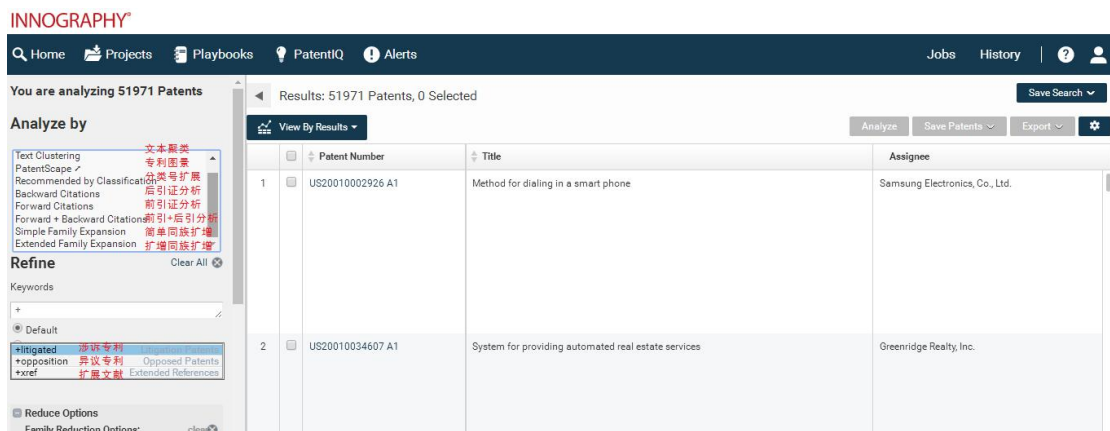 INNOGRAPHY®
Home Projects Playbooks PatentIQ Alerts Jobs History ?
You are analyzing 51971 Patents
Results: 51971 Patents, 0 Selected
Save Search
Analyze by
View By Results
Analyze Save Patents Export
Text Clustering 文本聚类
PatentScape 专利图景
Recommended by Classification 分类号扩展
Backward Citations 后引证分析
Forward Citations 前引证分析
Forward + Backward Citations 前引+后引分析
Simple Family Expansion 简单同族扩增
Extended Family Expansion 扩增同族扩增
Patent Number Title Assignee
1 US20010002926 A1 Method for dialing in a smart phone Samsung Electronics, Co., Ltd.
Refine Clear All
Keywords
+
Default
+litigated 涉诉专利 Litigation Patents
+opposition 异议专利 Opposed Patents
+xref 扩展文献 Extended References
2 US20010034607 A1 System for providing automated real estate services Greenridge Realty, Inc.
Reduce Options
Family Reduction Options: clear